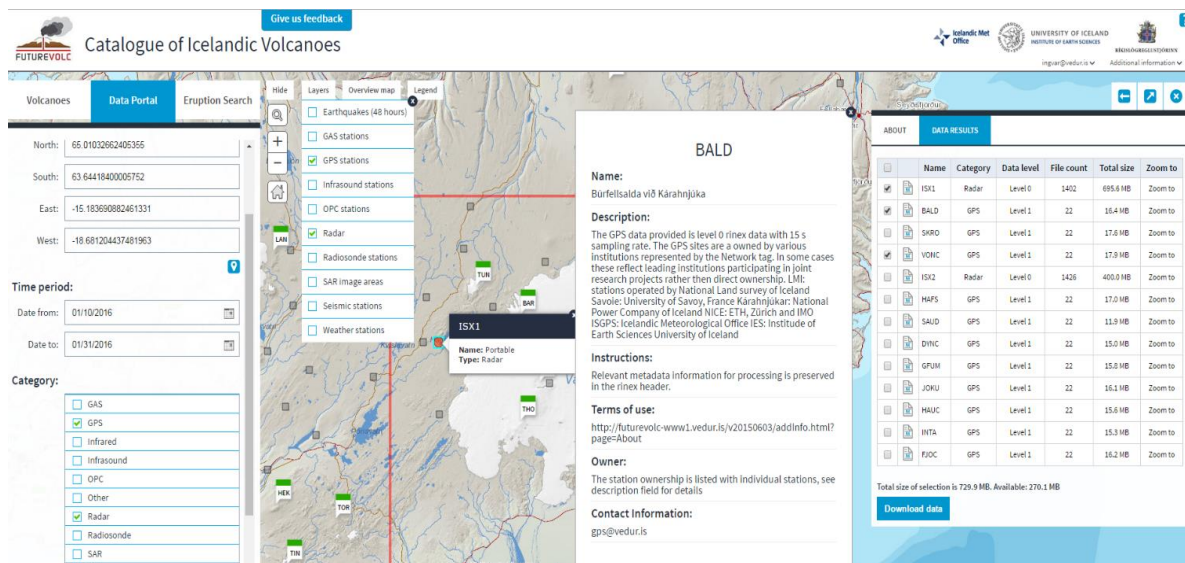 Give us feedback
FUTUREVOLC
Catalogue of Icelandic Volcanoes
Icelandic Met
Office
UNIVERSITY OF ICELAND
INSTITUTE OF EARTH SCIENCES
RÍKISLÖGREGLUSTJÓRINN
ingvar@vedur.is
Additional information
Volcanoes
Data Portal
Eruption Search
North: 65.01032662405355
South: 63.64418400005752
East: -15.183690882461331
West: -18.681204437481963
Time period:
Date from: 01/10/2016
Date to: 01/31/2016
Category:
GAS
GPS
Infrared
Infrasound
OPC
Other
Radar
Radiosonde
SAR
Hide
Layers
Overview map
Legend
Earthquakes (48 hours)
GAS stations
GPS stations
Infrasound stations
OPC stations
Radar
Radiosonde stations
SAR image areas
Seismic stations
Weather stations
LAN
TUN
BAR
THO
HEK
TOR
TIN
ISX1
Name: Portable
Type: Radar
BALD
Name:
Búrfellsalda við Kárahnjúka
Description:
The GPS data provided is level 0 rinex data with 15 s
sampling rate. The GPS sites are a owned by various
institutions represented by the Network tag. In some cases
these reflect leading institutions participating in joint
research projects rather then direct ownership. LMI:
stations operated by National Land survey of Iceland
Savoie: University of Savoy, France Kárahnjúkar: National
Power Company of Iceland NICE: ETH, Zürich and IMO
ISGPS: Icelandic Meteorological Office IES: Institude of
Earth Sciences University of Iceland
Instructions:
Relevant metadata information for processing is preserved
in the rinex header.
Terms of use:
http://futurevolc-www1.vedur.is/v20150603/addInfo.html?
page=About
Owner:
The station ownership is listed with individual stations, see
description field for details
Contact Information:
gps@vedur.is
ABOUT
DATA RESULTS
Name Category Data level File count Total size Zoom to
ISX1 Radar Level 0 1402 695.6 MB Zoom to
BALD GPS Level 1 22 16.4 MB Zoom to
SKRO GPS Level 1 22 17.6 MB Zoom to
VONC GPS Level 1 22 17.9 MB Zoom to
ISX2 Radar Level 0 1426 400.0 MB Zoom to
HAFS GPS Level 1 22 17.0 MB Zoom to
SAUD GPS Level 1 22 11.9 MB Zoom to
DYNC GPS Level 1 22 15.0 MB Zoom to
GFUM GPS Level 1 22 15.8 MB Zoom to
JOKU GPS Level 1 22 16.1 MB Zoom to
HAUC GPS Level 1 22 15.6 MB Zoom to
INTA GPS Level 1 22 15.3 MB Zoom to
FJOC GPS Level 1 22 16.2 MB Zoom to
Total size of selection is 729.9 MB. Available: 270.1
MB
Download data